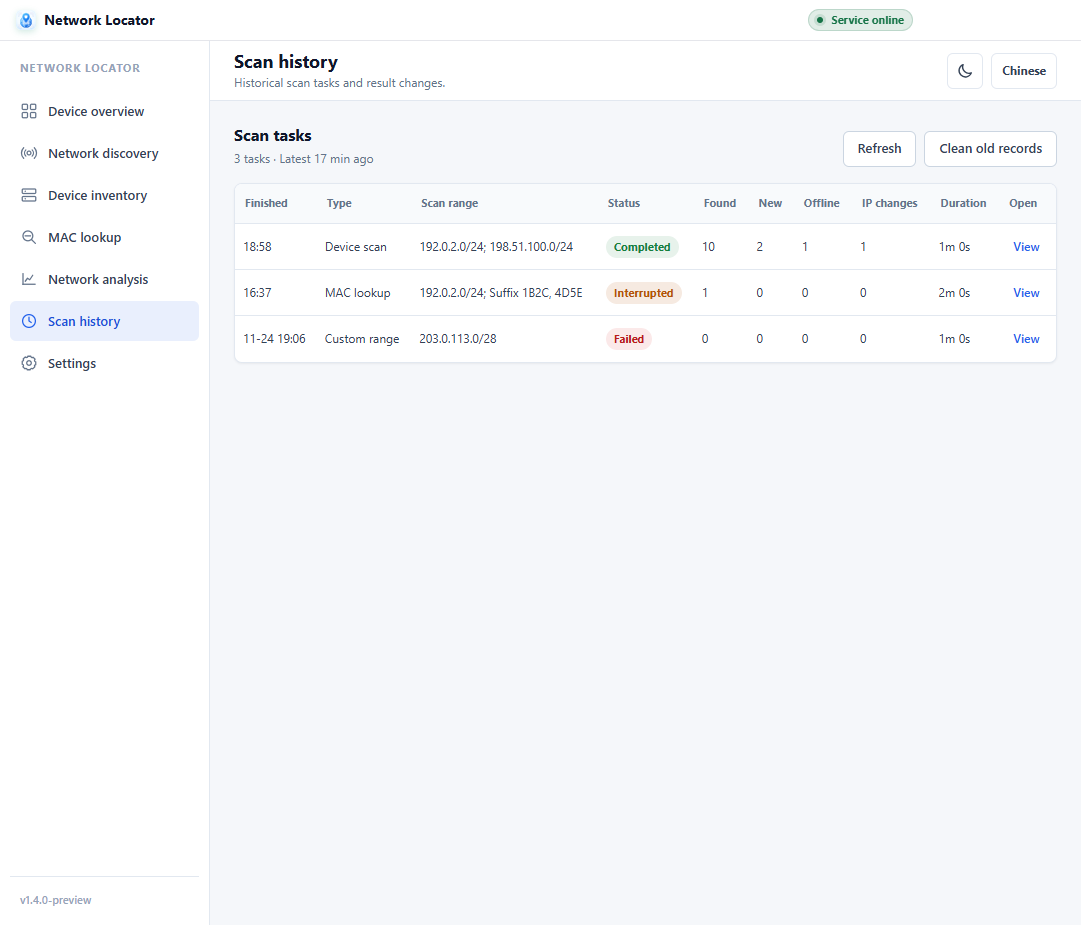 Network Locator
Service online
NETWORK LOCATOR
Device overview
Network discovery
Device inventory
MAC lookup
Network analysis
Scan history
Settings
v1.4.0-preview
Scan history
Historical scan tasks and result changes.
Chinese
Scan tasks
3 tasks · Latest 17 min ago
Refresh
Clean old records
Finished Type Scan range Status Found New Offline IP changes Duration Open
18:58 Device scan 192.0.2.0/24; 198.51.100.0/24 Completed 10 2 1 1 1m 0s View
16:37 MAC lookup 192.0.2.0/24; Suffix 1B2C, 4D5E Interrupted 1 0 0 0 2m 0s View
11-24 19:06 Custom range 203.0.113.0/28 Failed 0 0 0 0 1m 0s View